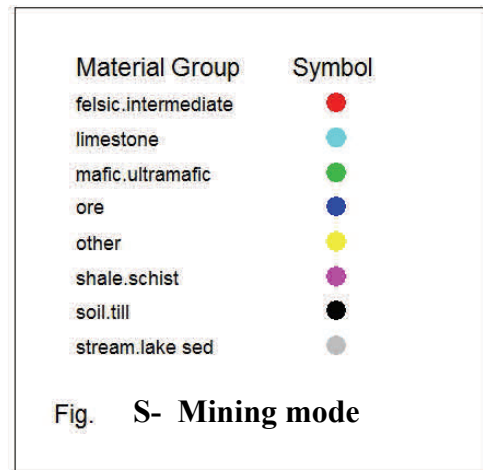 Material Group Symbol
felsic.intermediate
limestone
mafic.ultramafic
ore
other
shale.schist
soil.till
stream.lake sed
Fig. S- Mining mode